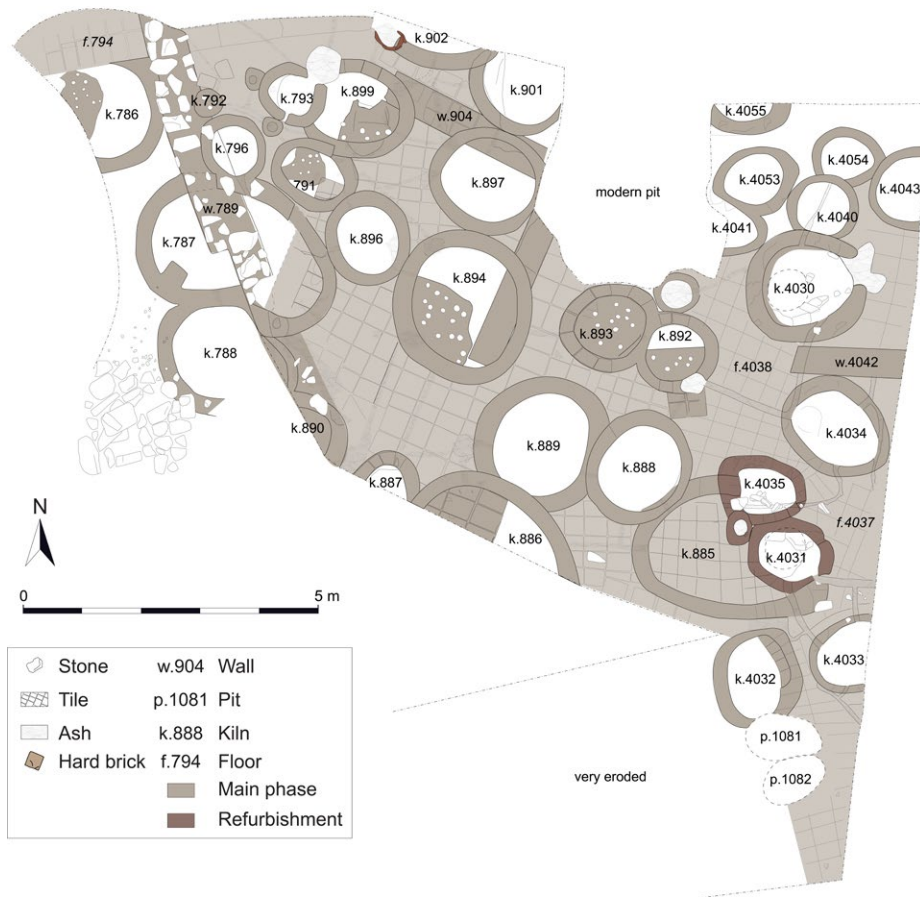 f.794
k.902
k.786
k.792
k.793
k.899
k.901
w.904
k.4055
k.796
k.4054
791
k.897
modern pit
k.4053
k.4043
w.789
k.4040
k.4041
k.787
k.896
k.894
k.4030
k.893
k.892
k.788
f.4038
w.4042
k.890
k.889
k.4034
k.888
k.887
k.4035
f.4037
k.886
k.885
k.4031
N
0 5 m
k.4033
k.4032
p.1081
p.1082
very eroded
Stone w.904 Wall
Tile p.1081 Pit
Ash k.888 Kiln
Hard brick f.794 Floor
Main phase
Refurbishment